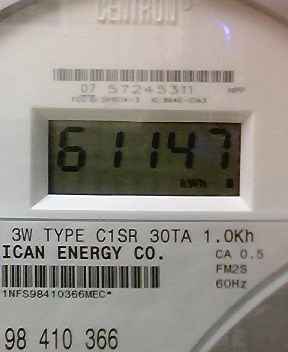 CENTRON®
07 57245311
61147
kWh
3W TYPE C1SR 30TA 1.0Kh
ICAN ENERGY CO.
CA 0.5
FM2S
60Hz
1NFS98410366MEC*
98 410 366